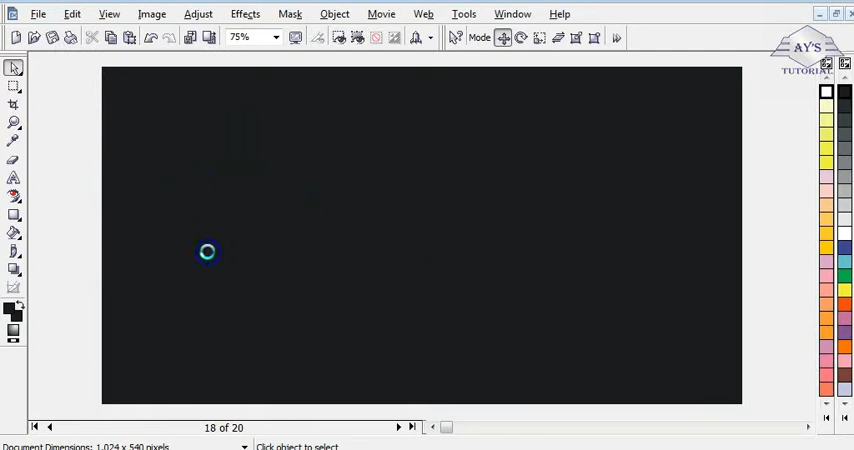 File Edit View Image Adjust Effects Mask Object Movie Web Tools Window Help
75%
Mode
AY'S
TUTORIAL
18 of 20
Document Dimensions: 1,024 x 540 pixels
Click object to select